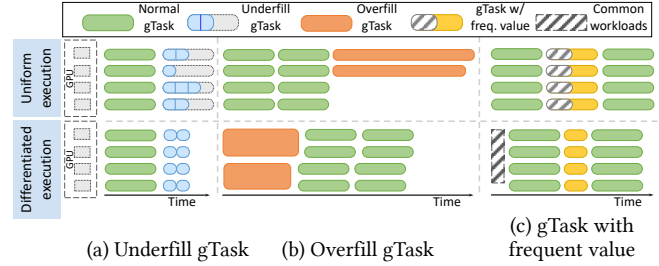 Normal gTask
Underfill gTask
Overfill gTask
gTask w/ freq. value
Common workloads
Uniform execution
GPU
Differentiated execution
GPU
Time
Time
Time
(a) Underfill gTask
(b) Overfill gTask
(c) gTask with
frequent value